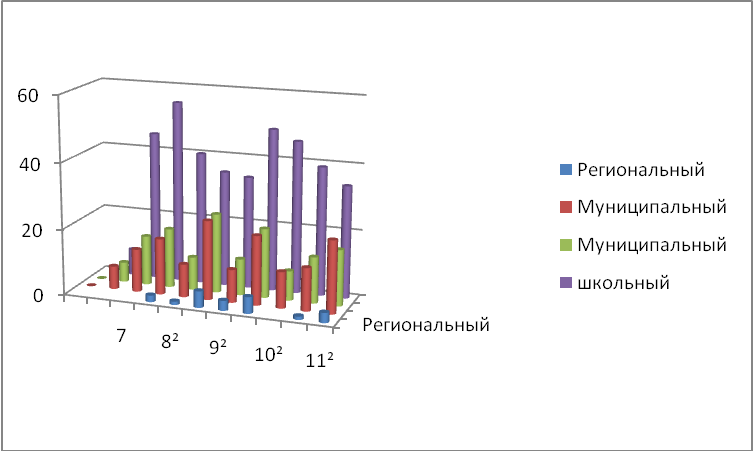 60
40
20
0
7
8²
9²
10²
11²
Региональный
Региональный
Муниципальный
Муниципальный
школьный